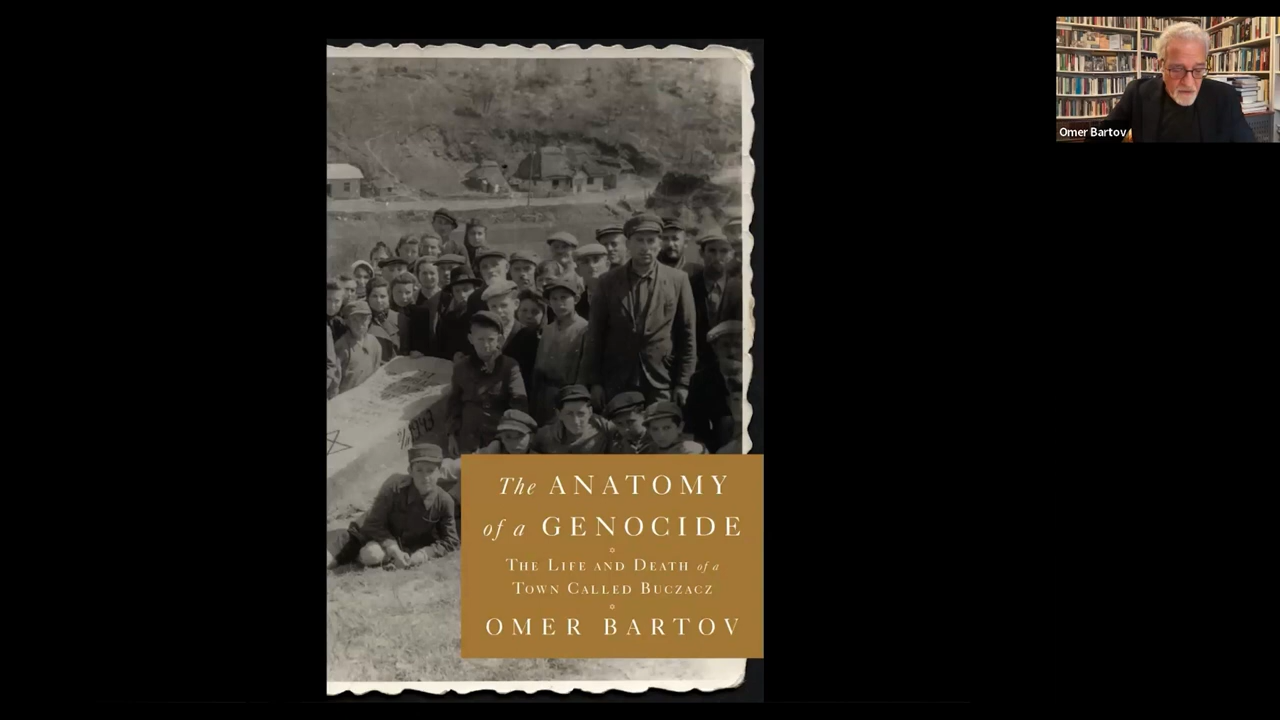 The ANATOMY
of a GENOCIDE
THE LIFE AND DEATH of a
TOWN CALLED BUCZACZ
OMER BARTOV
Omer Bartov